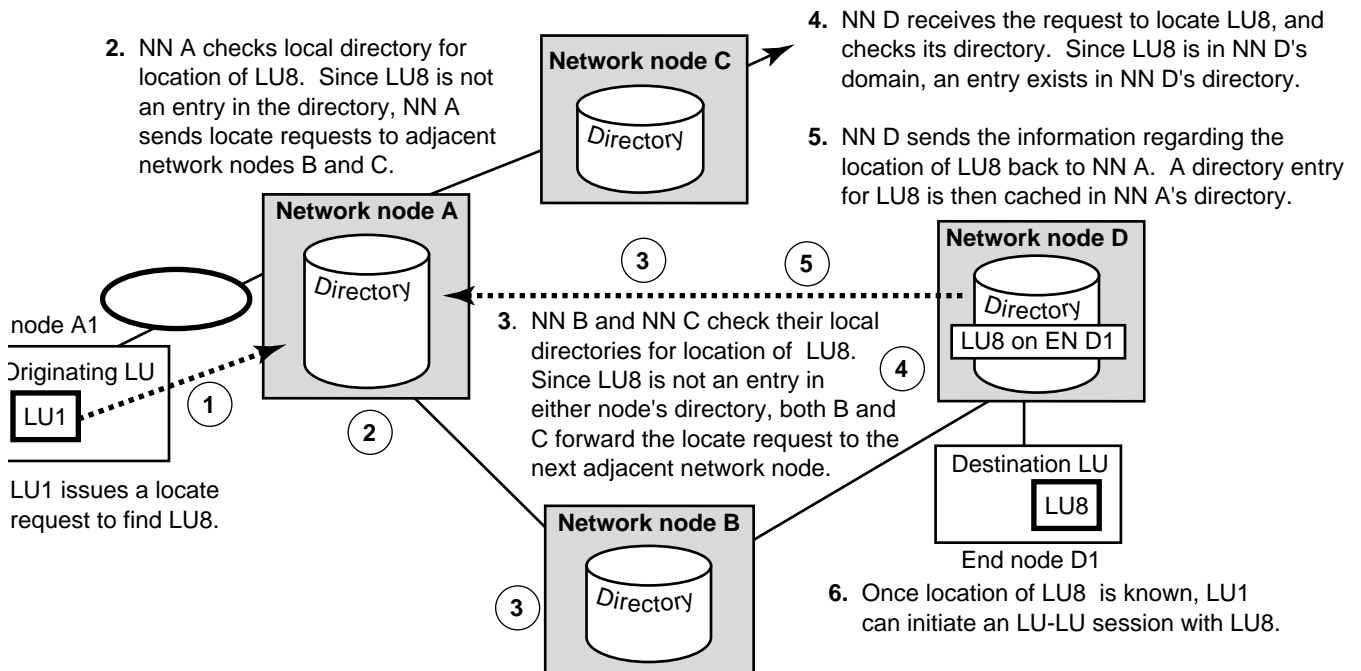 2. NN A checks local directory for
location of LU8. Since LU8 is not
an entry in the directory, NN A
sends locate requests to adjacent
network nodes B and C.
Network node C
Directory
4. NN D receives the request to locate LU8, and
checks its directory. Since LU8 is in NN D's
domain, an entry exists in NN D's directory.
5. NN D sends the information regarding the
location of LU8 back to NN A. A directory entry
for LU8 is then cached in NN A's directory.
Network node A
Directory
Network node D
Directory
LU8 on EN D1
3
5
3. NN B and NN C check their local
directories for location of LU8.
Since LU8 is not an entry in
either node's directory, both B and
C forward the locate request to the
next adjacent network node.
4
node A1
Originating LU
LU1
1
2
LU1 issues a locate
request to find LU8.
Destination LU
LU8
End node D1
Network node B
Directory
3
6. Once location of LU8 is known, LU1
can initiate an LU-LU session with LU8.